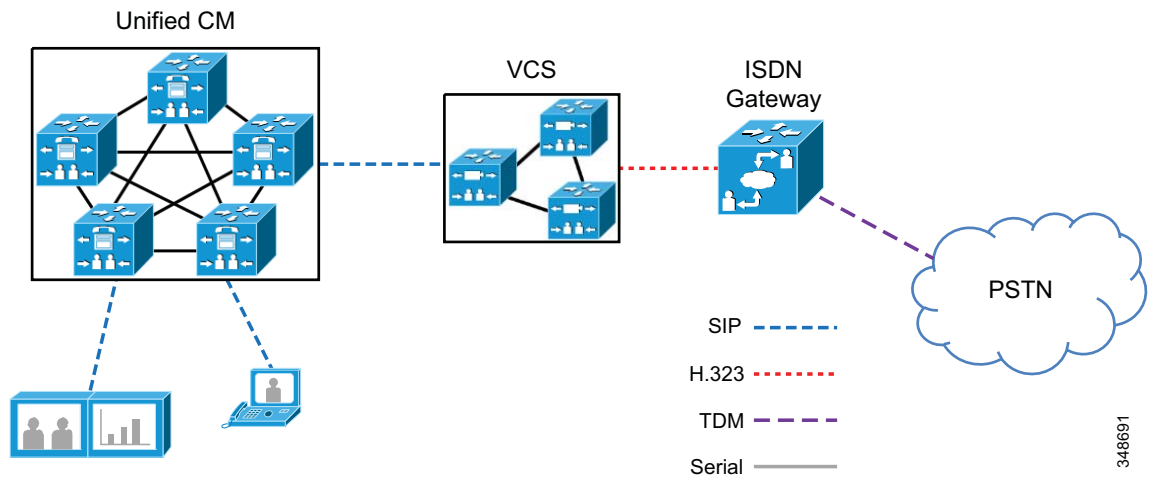 Unified CM
VCS
ISDN
Gateway
PSTN
SIP
H.323
TDM
Serial
348691